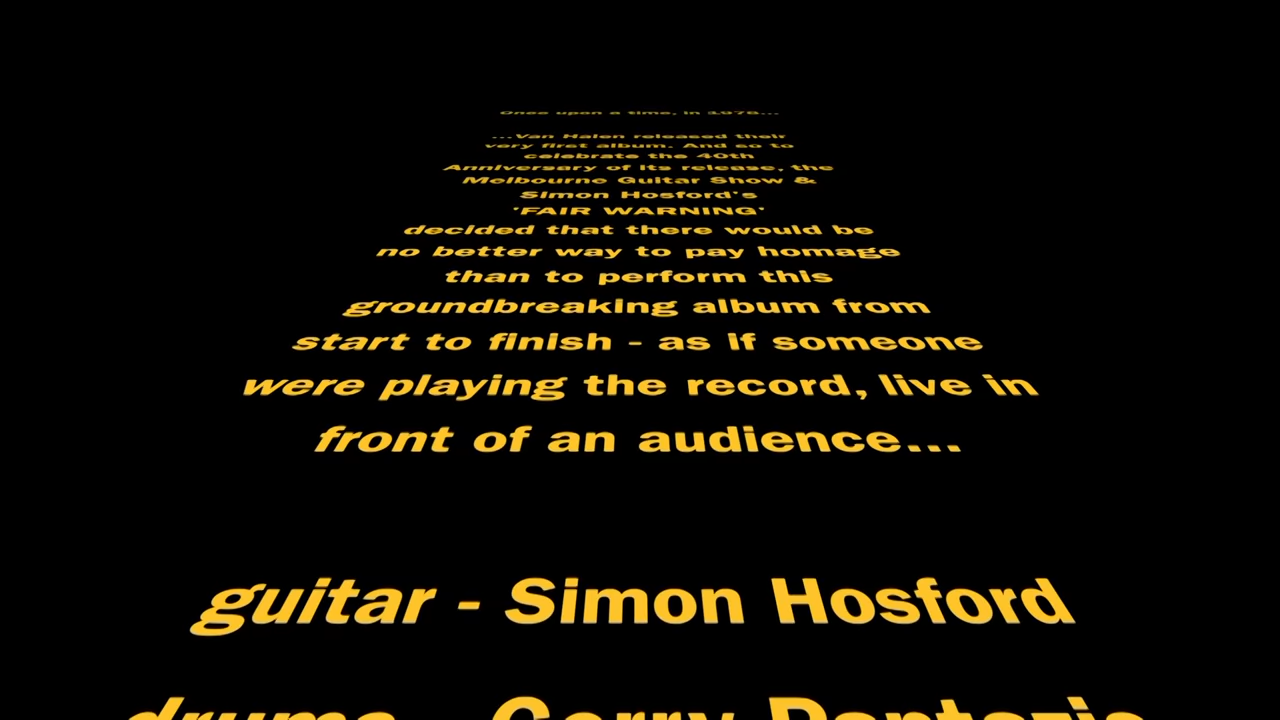 Once upon a time, in 1978...
...Van Halen released their
very first album. And so to
celebrate the 40th
Anniversary of its release, the
Melbourne Guitar Show &
Simon Hosford's
'FAIR WARNING'
decided that there would be
no better way to pay homage
than to perform this
groundbreaking album from
start to finish - as if someone
were playing the record, live in
front of an audience...
guitar - Simon Hosford
drums - Gerry Pantazis